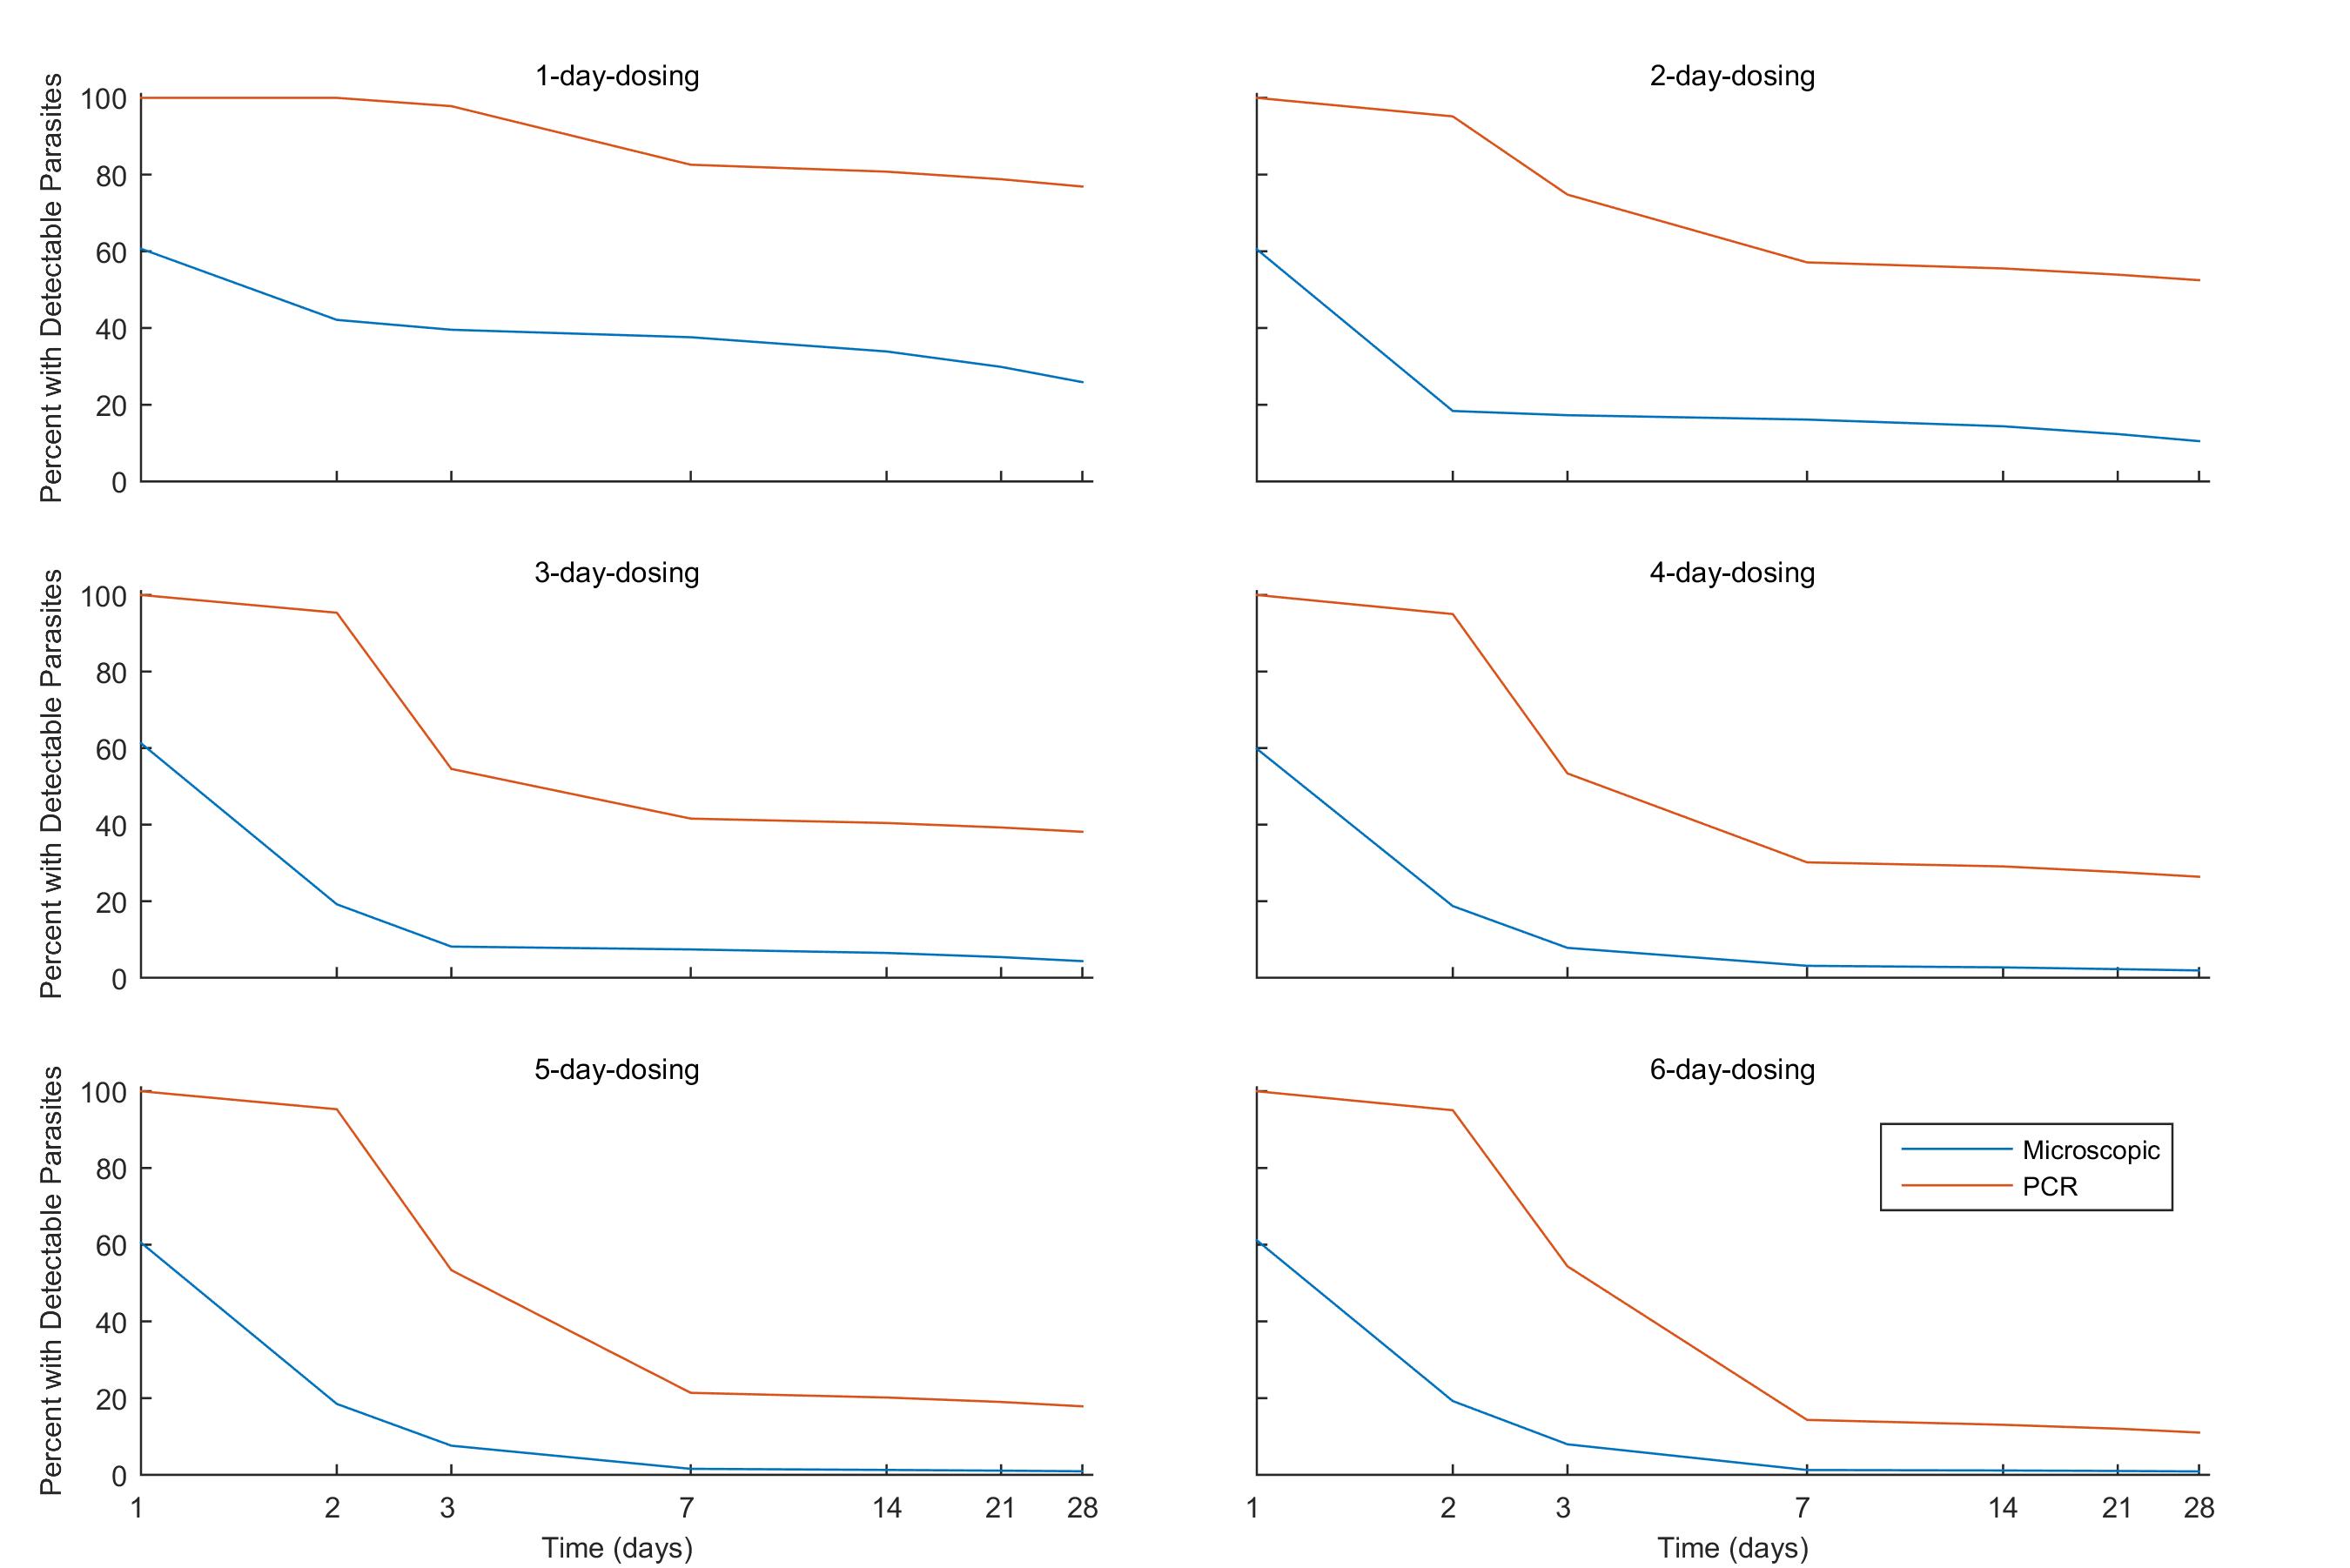 1-day-dosing
Percent with Detectable Parasites
100
80
60
40
20
0
2-day-dosing
3-day-dosing
Percent with Detectable Parasites
100
80
60
40
20
0
4-day-dosing
5-day-dosing
Percent with Detectable Parasites
100
80
60
40
20
0
1 2 3 7 14 21 28
Time (days)
6-day-dosing
Microscopic
PCR
1 2 3 7 14 21 28
Time (days)